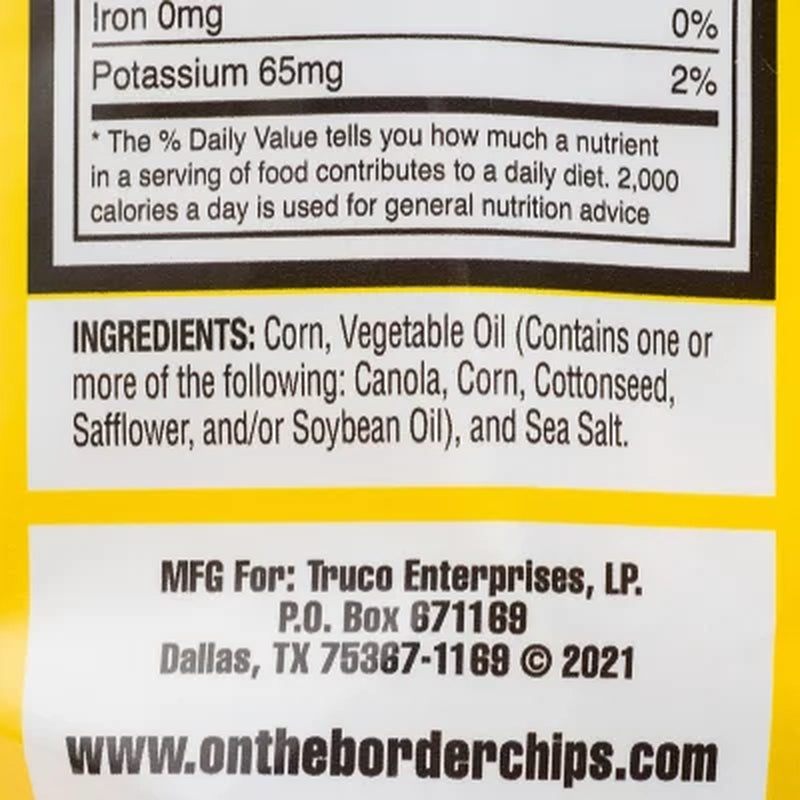 Iron 0mg 0%
Potassium 65mg 2%
* The % Daily Value tells you how much a nutrient
in a serving of food contributes to a daily diet. 2,000
calories a day is used for general nutrition advice
INGREDIENTS: Corn, Vegetable Oil (Contains one or
more of the following: Canola, Corn, Cottonseed,
Safflower, and/or Soybean Oil), and Sea Salt.
MFG For: Truco Enterprises, LP.
P.O. Box 671169
Dallas, TX 75367-1169 © 2021
www.ontheborderchips.com